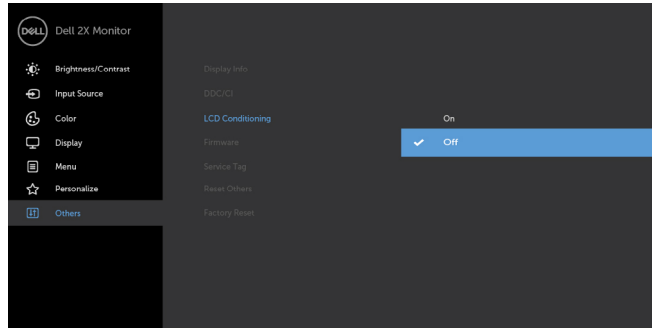 DELL Dell 2X Monitor
Brightness/Contrast
Input Source
Color
Display
Menu
Personalize
Others
Display Info
DDC/CI
LCD Conditioning
Firmware
Service Tag
Reset Others
Factory Reset
On
Off